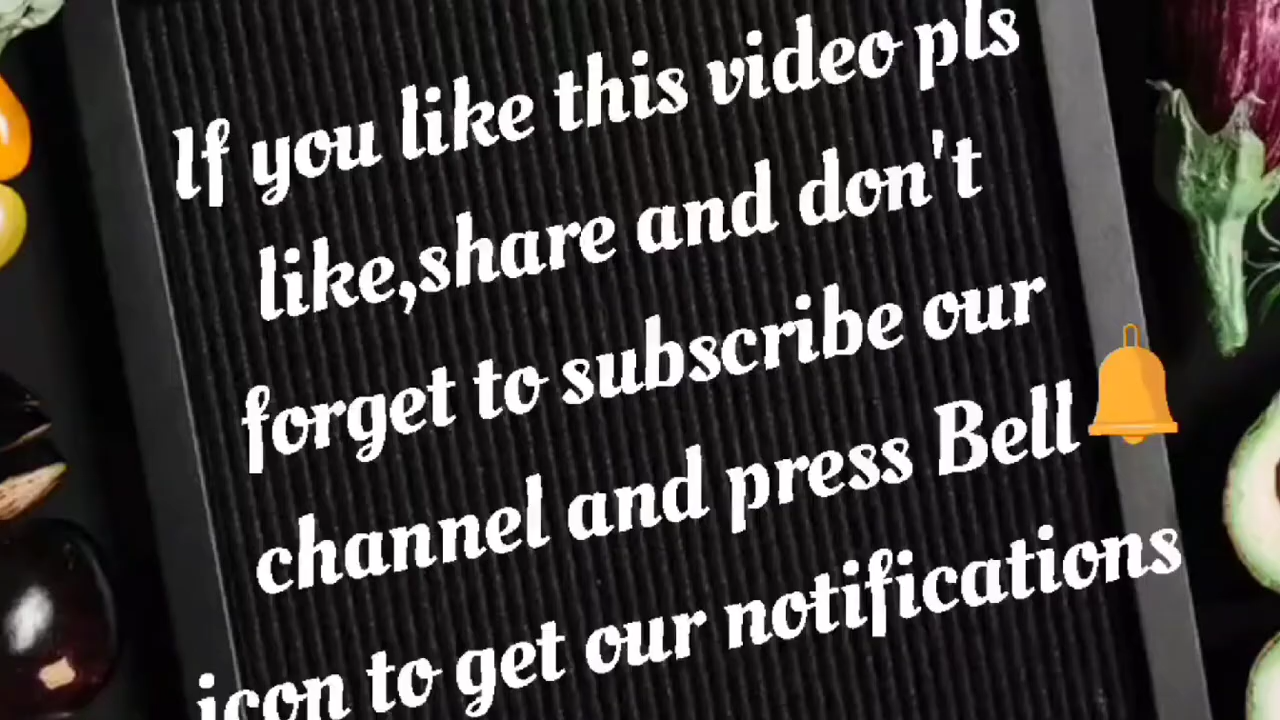 If you like this video pls
like,share and don't
forget to subscribe our
channel and press Bell
icon to get our notifications